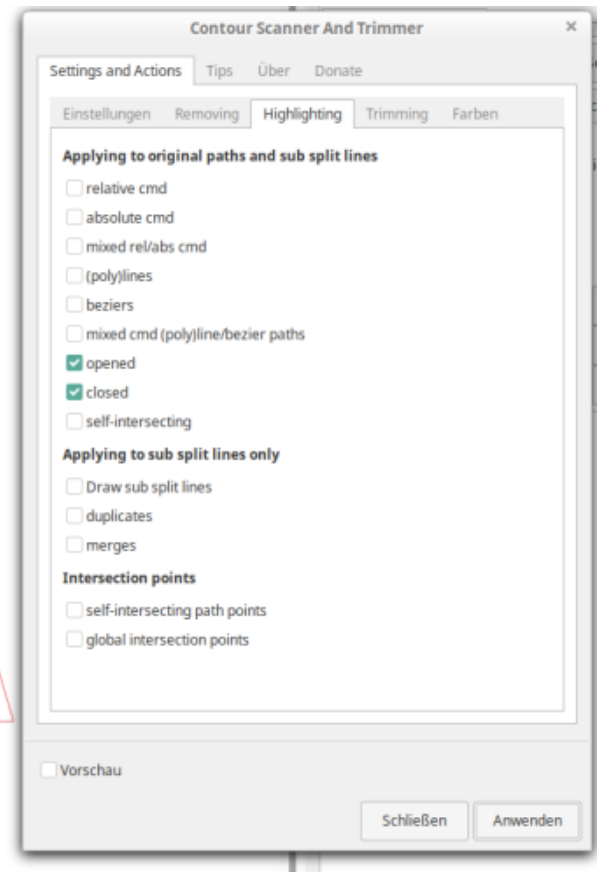 Contour Scanner And Trimmer ×
Settings and Actions Tips Über Donate
Einstellungen Removing Highlighting Trimming Farben
Applying to original paths and sub split lines
relative cmd
absolute cmd
mixed rel/abs cmd
(poly)lines
beziers
mixed cmd (poly)line/bezier paths
opened
closed
self-intersecting
Applying to sub split lines only
Draw sub split lines
duplicates
merges
Intersection points
self-intersecting path points
global intersection points
Vorschau
Schließen Anwenden